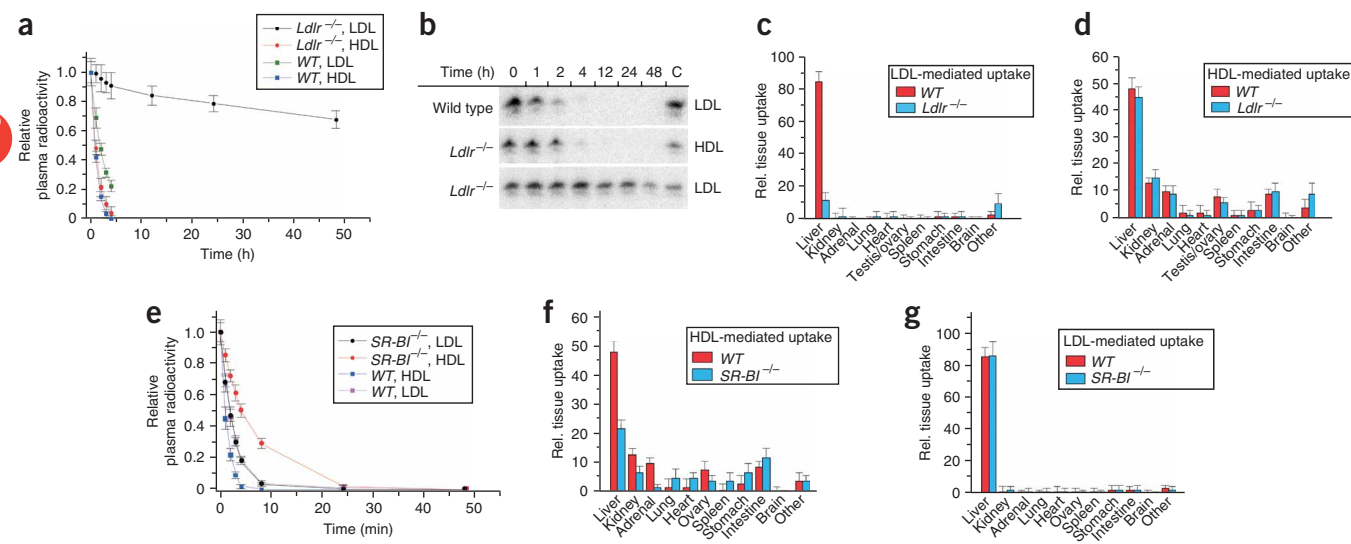 a
Ldlr −/−, LDL
Ldlr −/−, HDL
WT, LDL
WT, HDL
Relative
plasma radioactivity
1.0
0.8
0.6
0.4
0.2
0
0 10 20 30 40 50
Time (h)
b
Time (h) 0 1 2 4 12 24 48 C
Wild type LDL
Ldlr −/− HDL
Ldlr −/− LDL
c
Rel. tissue uptake
100
80
60
40
20
0
LDL-mediated uptake
WT
Ldlr −/−
Liver
Kidney
Adrenal
Lung
Heart
Testis/ovary
Spleen
Stomach
Intestine
Brain
Other
d
Rel. tissue uptake
60
50
40
30
20
10
0
HDL-mediated uptake
WT
Ldlr −/−
Liver
Kidney
Adrenal
Lung
Heart
Testis/ovary
Spleen
Stomach
Intestine
Brain
Other
e
Relative
plasma radioactivity
1.0
0.8
0.6
0.4
0.2
0
SR-BI −/−, LDL
SR-BI −/−, HDL
WT, HDL
WT, LDL
0 10 20 30 40 50
Time (min)
f
Rel. tissue uptake
60
50
40
30
20
10
0
HDL-mediated uptake
WT
SR-BI −/−
Liver
Kidney
Adrenal
Lung
Heart
Ovary
Spleen
Stomach
Intestine
Brain
Other
g
Rel. tissue uptake
100
80
60
40
20
0
LDL-mediated uptake
WT
SR-BI −/−
Liver
Kidney
Adrenal
Lung
Heart
Ovary
Spleen
Stomach
Intestine
Brain
Other